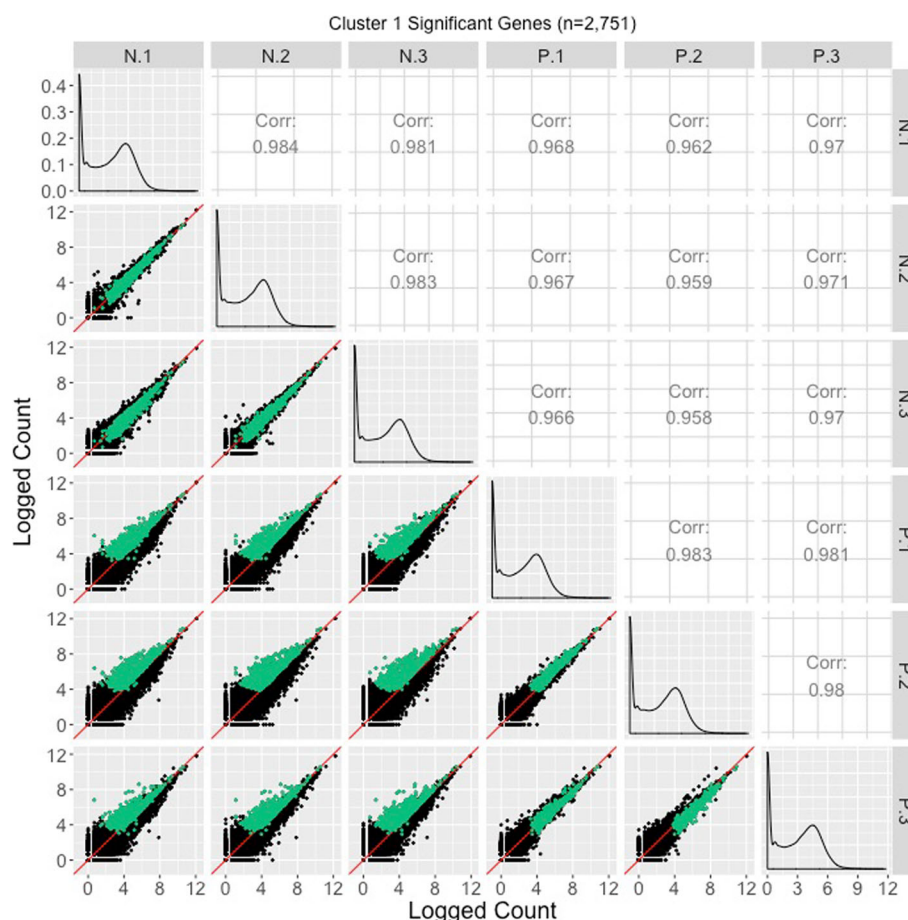 Cluster 1 Significant Genes (n=2,751)
N.1 N.2 N.3 P.1 P.2 P.3
0.4
0.3
0.2
0.1
0.0
Corr: Corr: Corr: Corr: Corr:
0.984 0.981 0.968 0.962 0.97
N.1
12
8
4
0
Corr: Corr: Corr: Corr:
0.983 0.967 0.959 0.971
N.2
12
8
4
0
Corr: Corr: Corr:
0.966 0.958 0.97
N.3
12
8
4
0
Corr: Corr:
0.983 0.981
P.1
12
8
4
0
Corr:
0.98
P.2
12
8
4
0
P.3
Logged Count
0 4 8 12 0 4 8 12 0 4 8 12 0 4 8 12 0 4 8 12 0 3 6 9 12
Logged Count